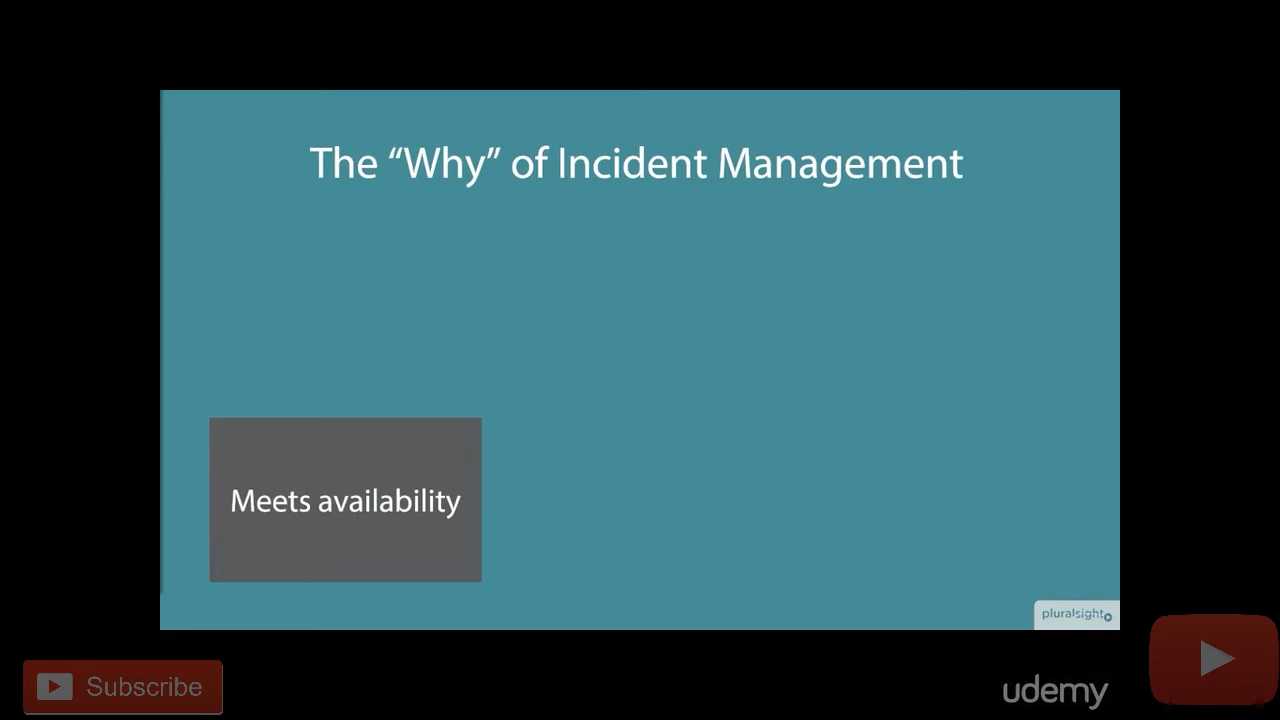 The “Why” of Incident Management
Meets availability
pluralsight
Subscribe
udemy